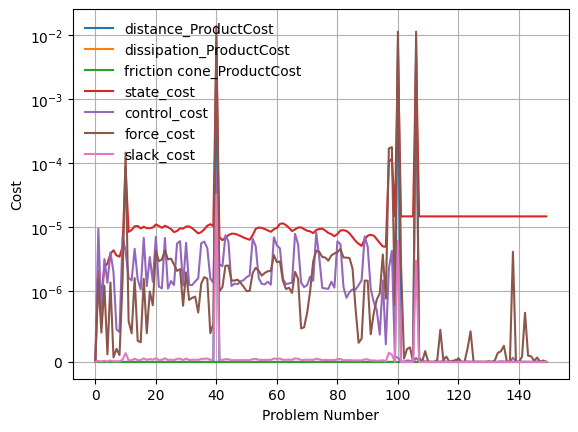 distance_ProductCost
dissipation_ProductCost
friction cone_ProductCost
state_cost
control_cost
force_cost
slack_cost
Cost
10⁻²
10⁻³
10⁻⁴
10⁻⁵
10⁻⁶
0
0 20 40 60 80 100 120 140
Problem Number